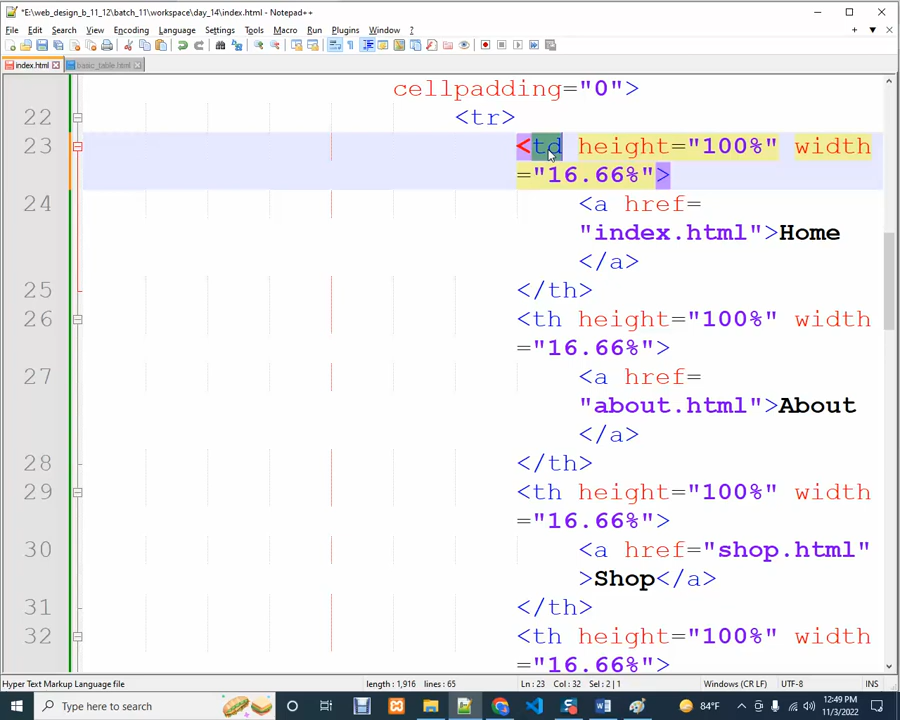 *E:\web_design_b_11_12\batch_11\workspace\day_14\index.html - Notepad++
File Edit Search View Encoding Language Settings Tools Macro Run Plugins Window ?
index.html basic_table.html
cellpadding="0">
22 <tr>
23 <td height="100%" width
="16.66%">
24 <a href=
"index.html">Home
</a>
25 </th>
26 <th height="100%" width
="16.66%">
27 <a href=
"about.html">About
</a>
28 </th>
29 <th height="100%" width
="16.66%">
30 <a href="shop.html"
>Shop</a>
31 </th>
32 <th height="100%" width
="16.66%">
Hyper Text Markup Language file length : 1,916 lines : 65 Ln : 23 Col : 32 Sel : 2 | 1 Windows (CR LF) UTF-8 INS
Type here to search 84°F 12:49 PM
11/3/2022